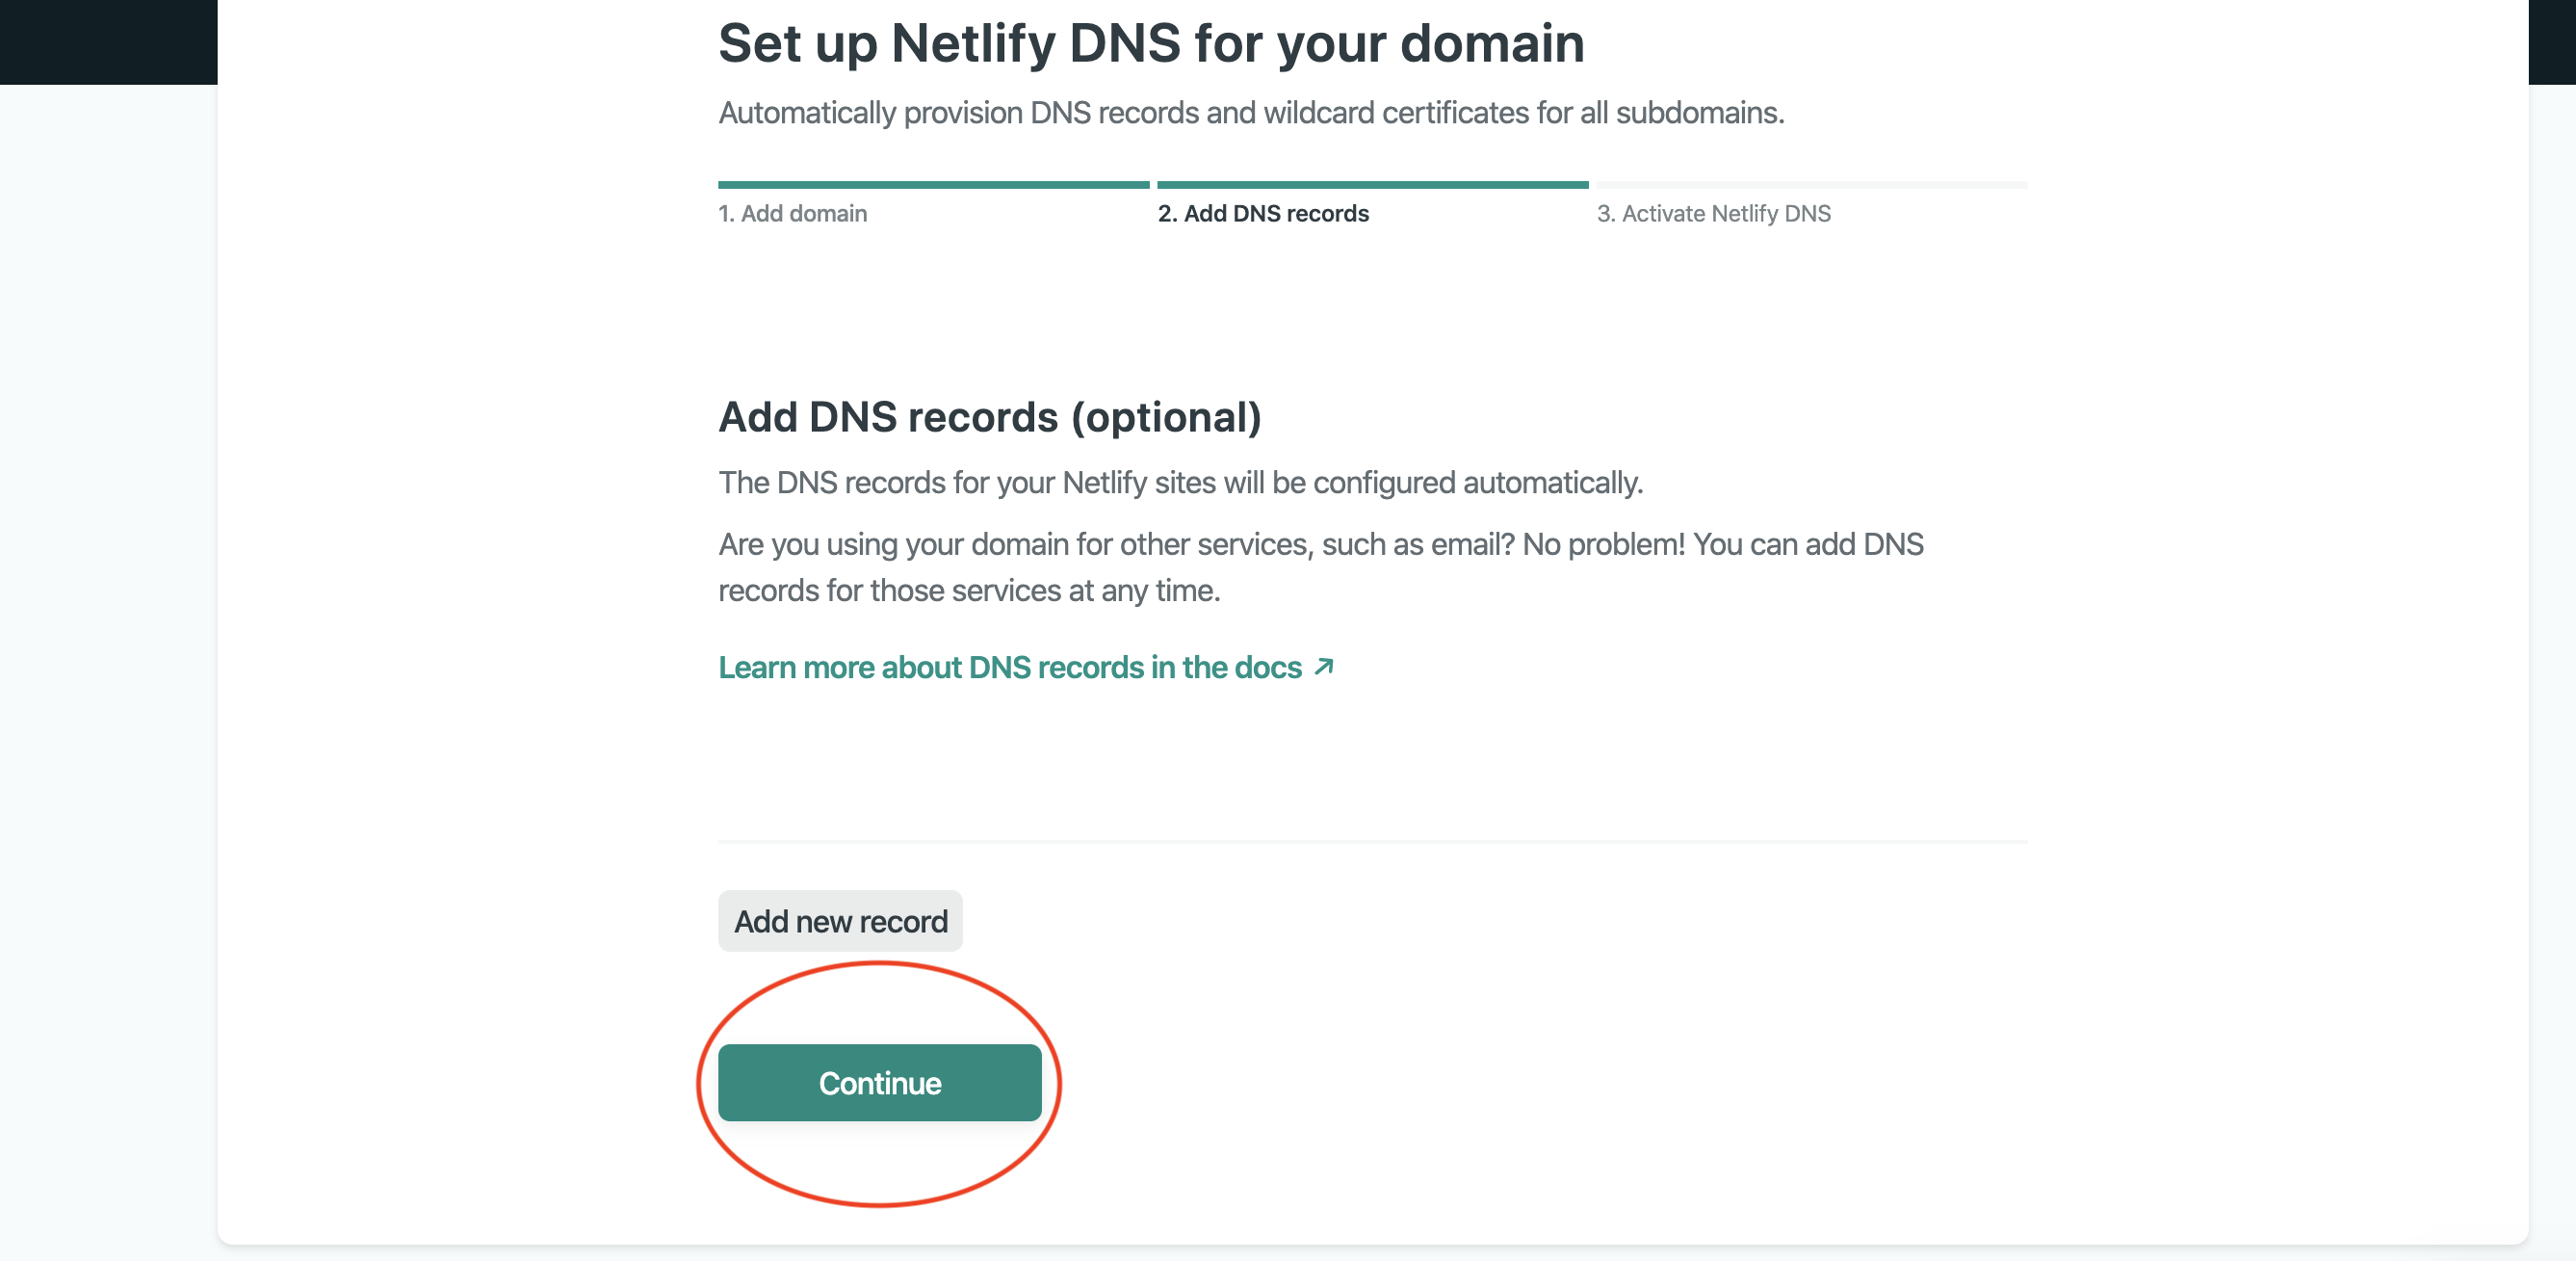 Set up Netlify DNS for your domain
Automatically provision DNS records and wildcard certificates for all subdomains.
1. Add domain
2. Add DNS records
3. Activate Netlify DNS
Add DNS records (optional)
The DNS records for your Netlify sites will be configured automatically.
Are you using your domain for other services, such as email? No problem! You can add DNS
records for those services at any time.
Learn more about DNS records in the docs ↗
Add new record
Continue